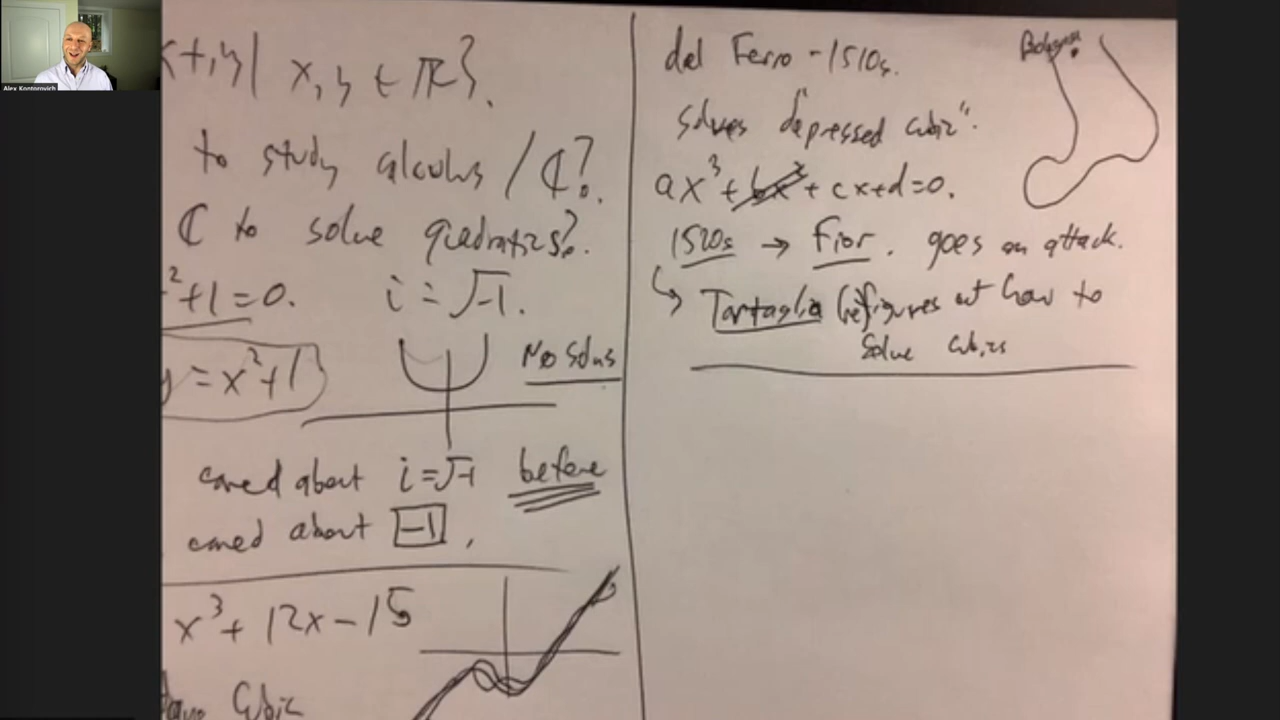 Alex Kontorovich
x+iy| x,y ∈ ℝ}.
to study calculus / ℂ?
ℂ to solve quadratics?
²+1=0. i=√-1.
y=x²+1
No solns
cared about i=√-1 before
cared about -1,
x³+12x-15
Cubic
del Ferro - 1510s.
solves "depressed cubic".
ax³+bx²+cx+d=0.
1520s → Fior. goes on attack.
↳ Tartaglia (re)figures out how to
solve cubics
Bologna